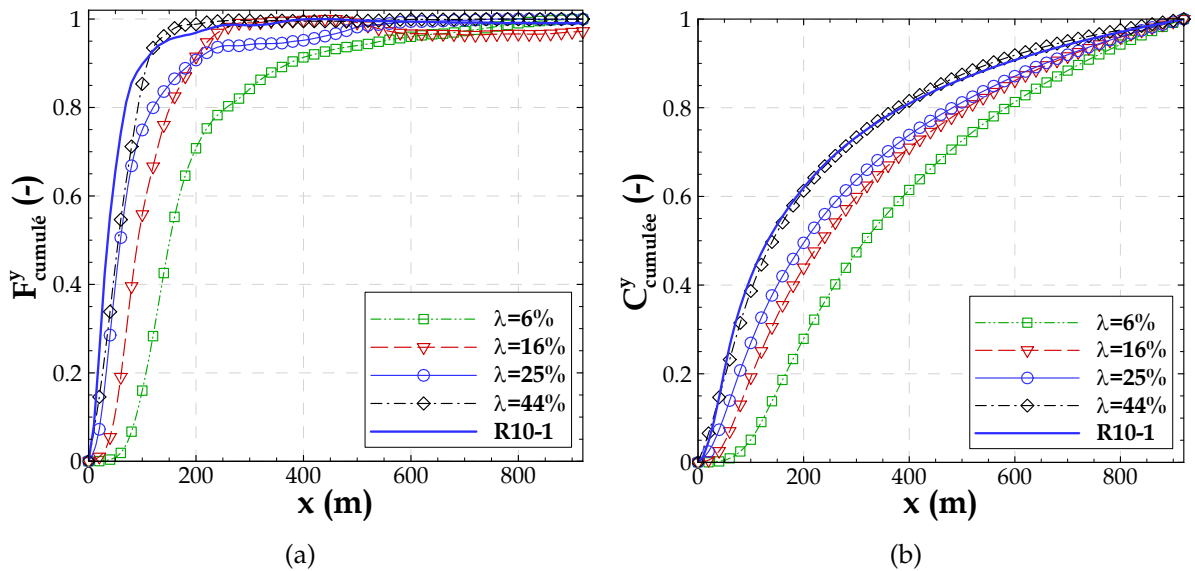 F^y_cumulé (-)
1
0.8
0.6
0.4
0.2
0
0 200 400 600 800
x (m)
λ=6%
λ=16%
λ=25%
λ=44%
R10-1
(a)
C^y_cumulée (-)
1
0.8
0.6
0.4
0.2
0
0 200 400 600 800
x (m)
λ=6%
λ=16%
λ=25%
λ=44%
R10-1
(b)